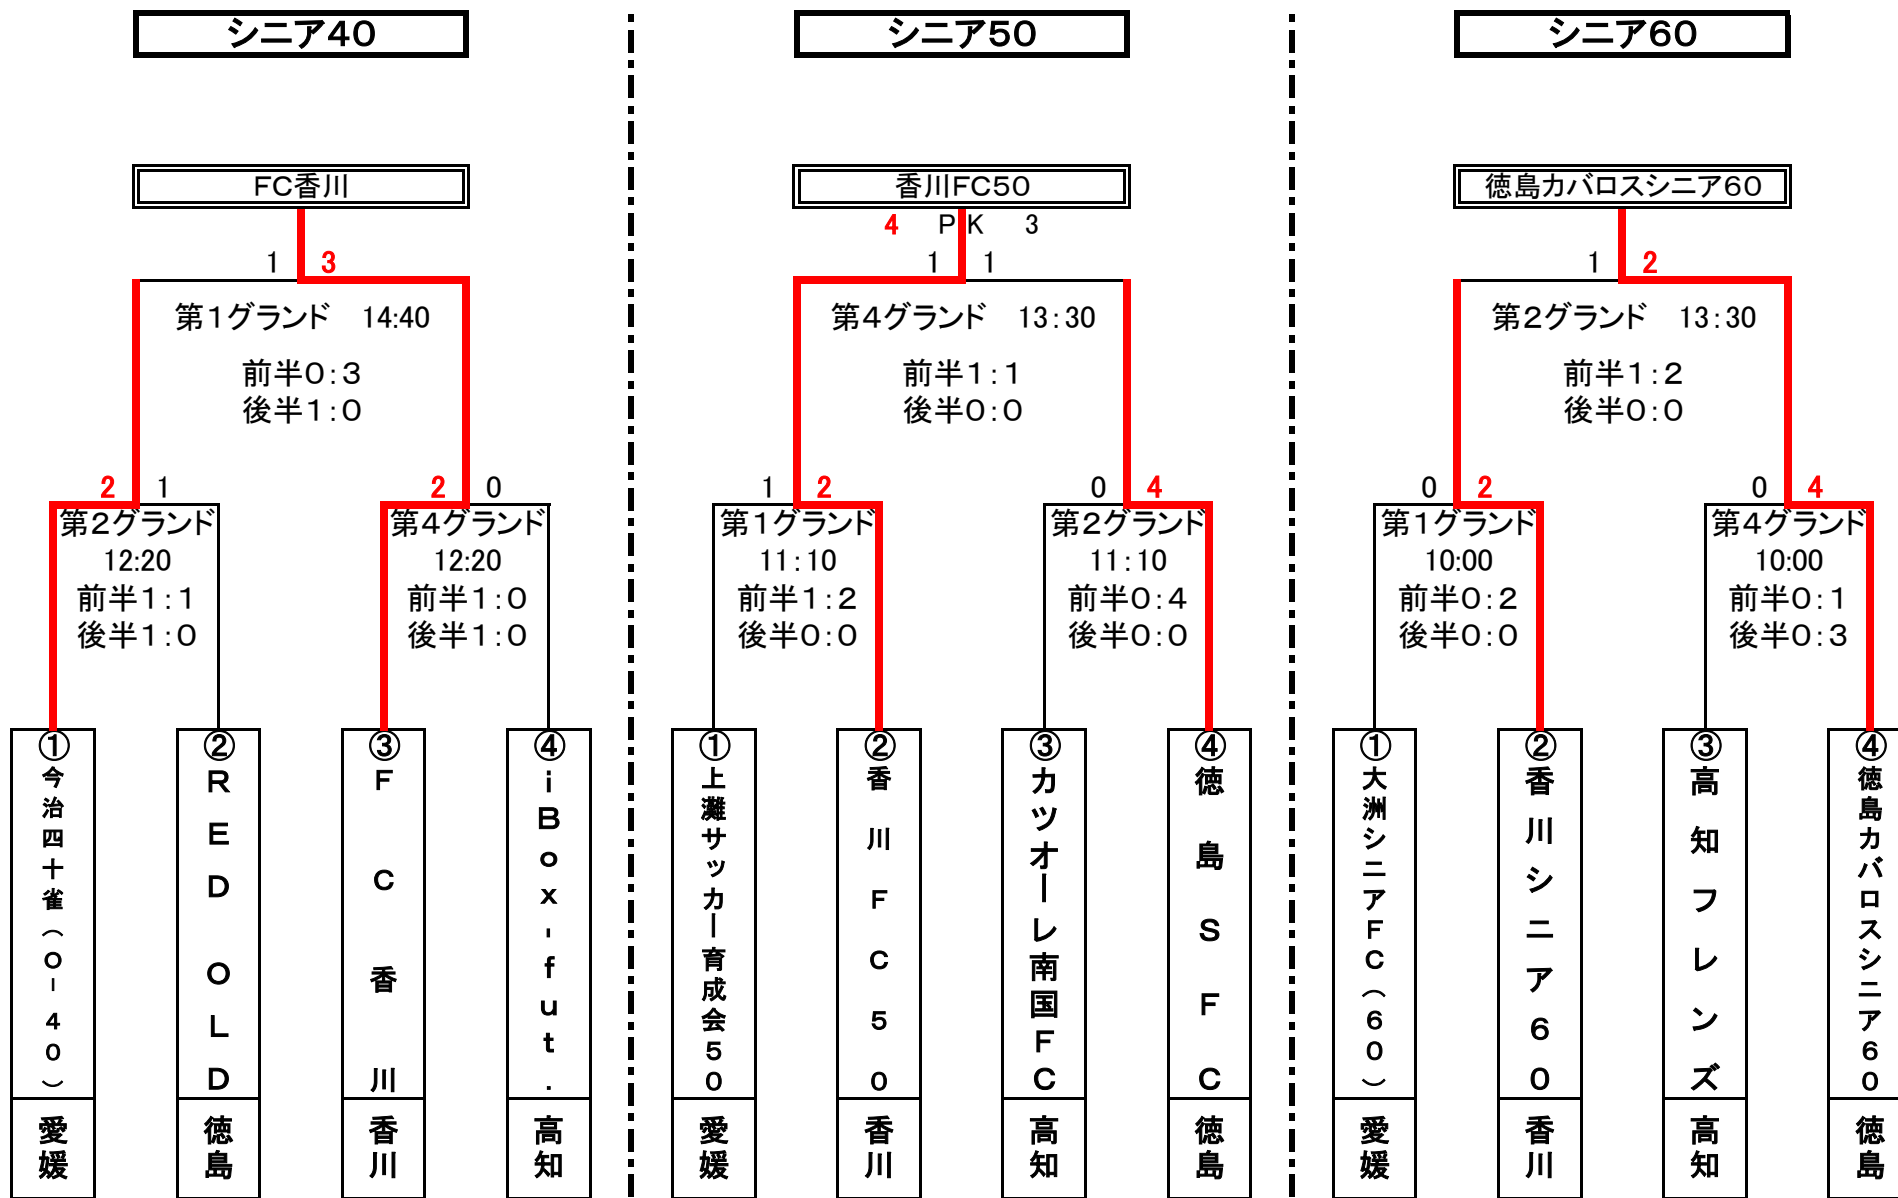 シニア40
FC香川
1 3
第1グランド 14:40
前半0:3
後半1:0
2 1
第2グランド
12:20
前半1:1
後半1:0
2 0
第4グランド
12:20
前半1:0
後半1:0
①今治四十雀(O-40)
愛媛
②RED OLD
徳島
③FC香川
香川
④iBox-fut.
高知
シニア50
香川FC50
4 PK 3
1 1
第4グランド 13:30
前半1:1
後半0:0
1 2
第1グランド
11:10
前半1:2
後半0:0
0 4
第2グランド
11:10
前半0:4
後半0:0
①上灘サッカー育成会50
愛媛
②香川FC50
香川
③カツオーレ南国FC
高知
④徳島SFC
徳島
シニア60
徳島カバロスシニア60
1 2
第2グランド 13:30
前半1:2
後半0:0
0 2
第1グランド
10:00
前半0:2
後半0:0
0 4
第4グランド
10:00
前半0:1
後半0:3
①大洲シニアFC(60)
愛媛
②香川シニア60
香川
③高知フレンズ
高知
④徳島カバロスシニア60
徳島